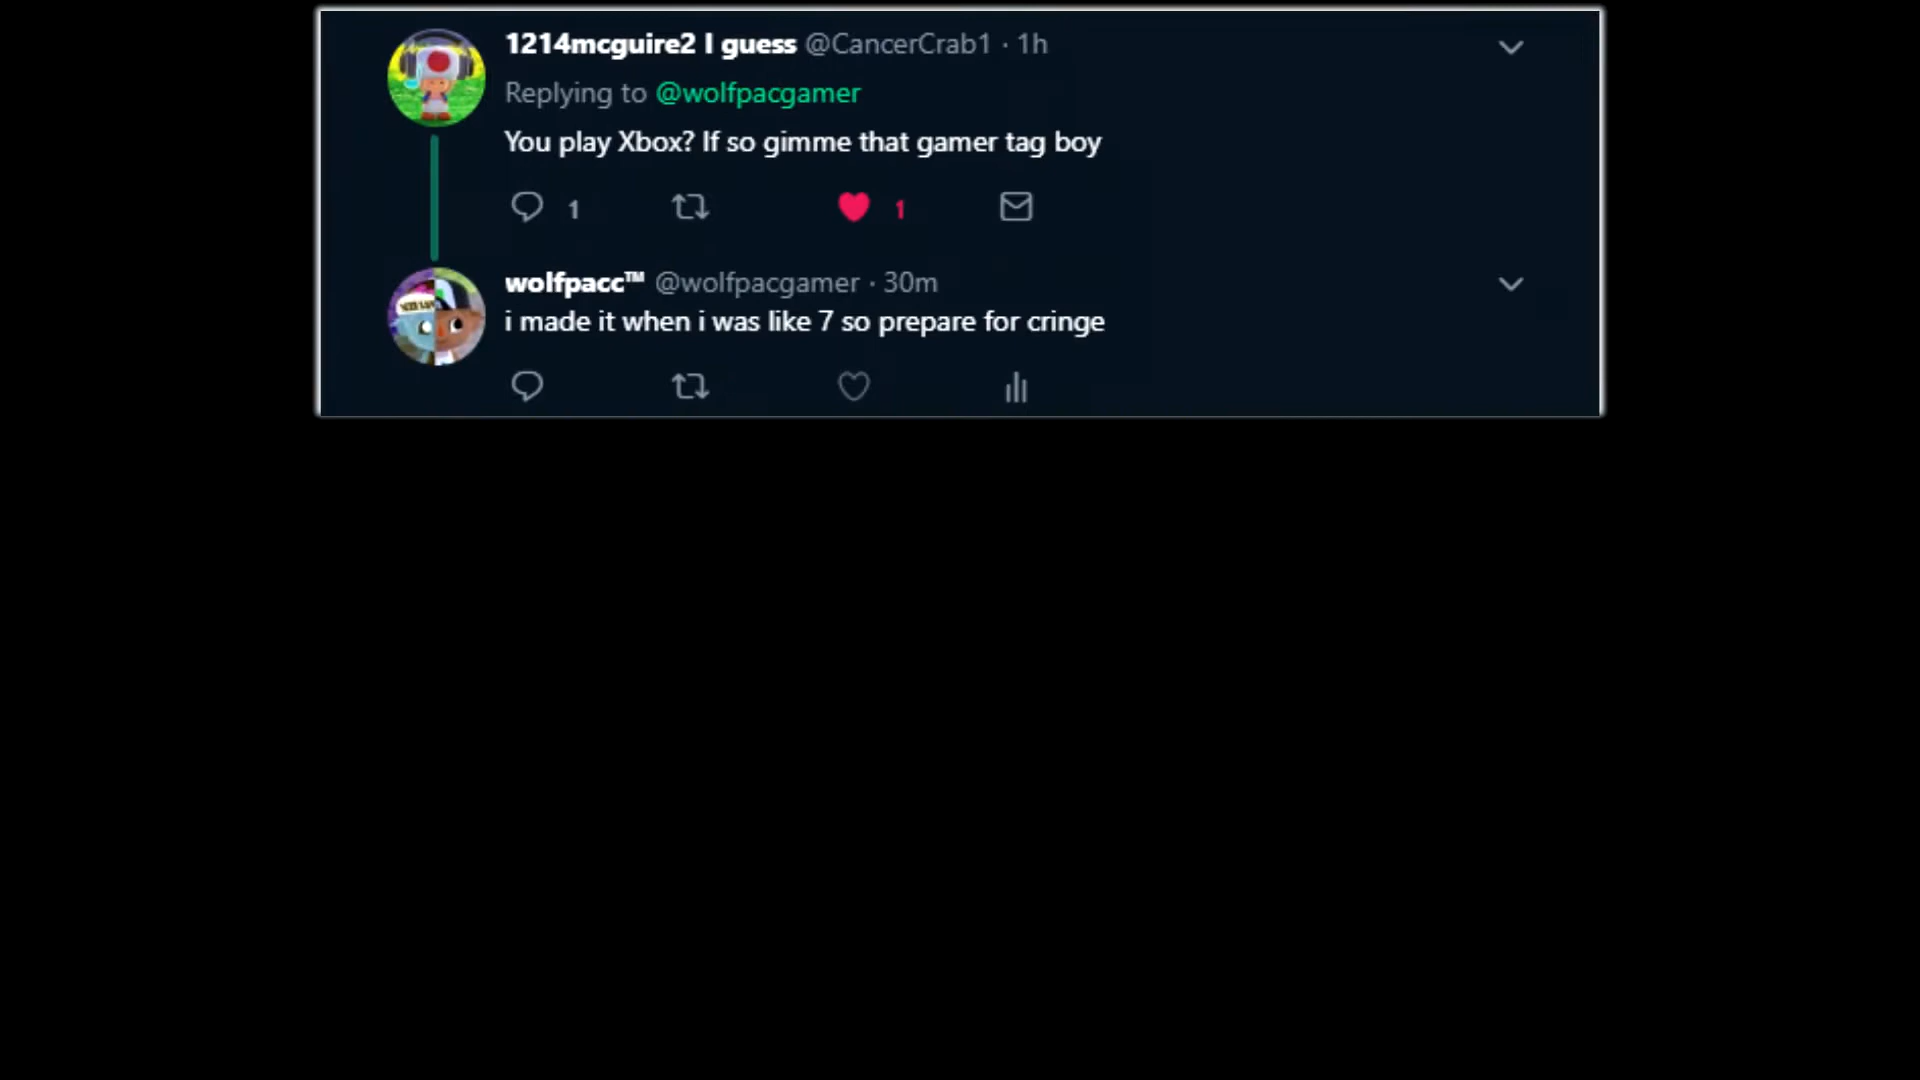 1214mcguire2 I guess @CancerCrab1 · 1h
Replying to @wolfpacgamer
You play Xbox? If so gimme that gamer tag boy
1 1
wolfpacc™ @wolfpacgamer · 30m
i made it when i was like 7 so prepare for cringe